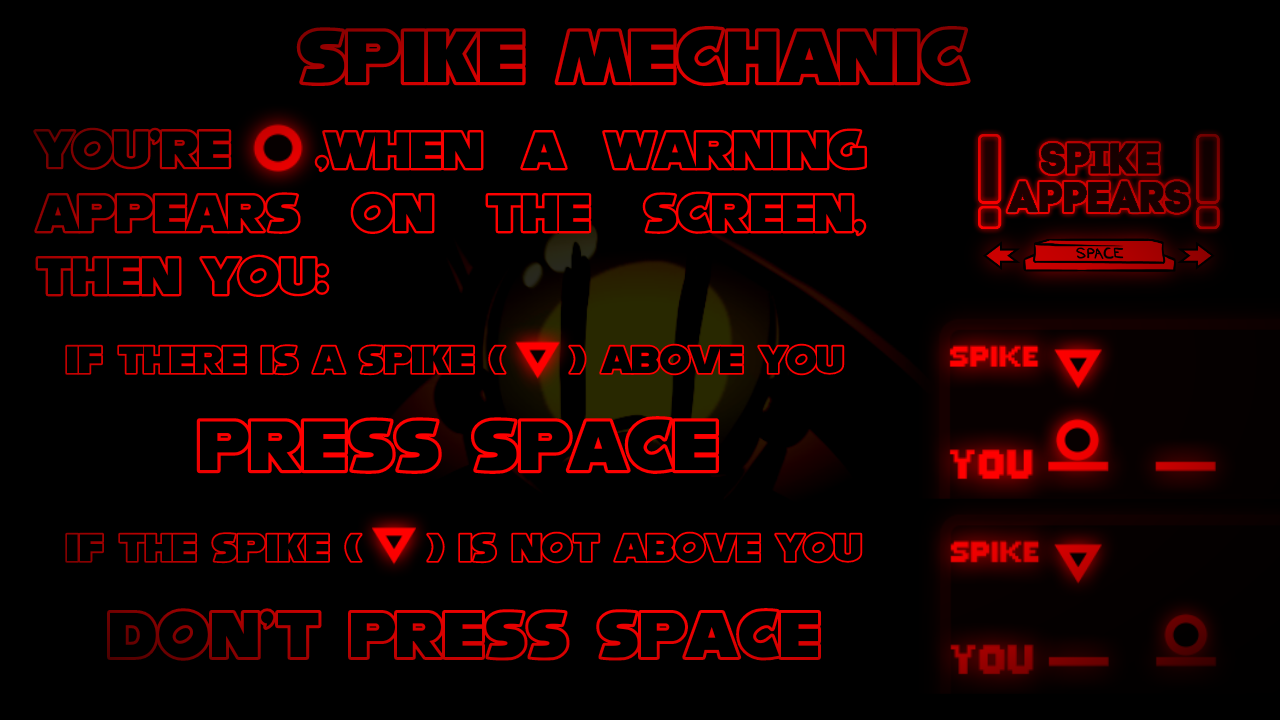 SPIKE MECHANIC
YOU'RE ,WHEN A WARNING
APPEARS ON THE SCREEN,
THEN YOU:
IF THERE IS A SPIKE ( ) ABOVE YOU
PRESS SPACE
IF THE SPIKE ( ) IS NOT ABOVE YOU
DON'T PRESS SPACE
SPIKE
APPEARS
SPACE
SPIKE
YOU
SPIKE
YOU